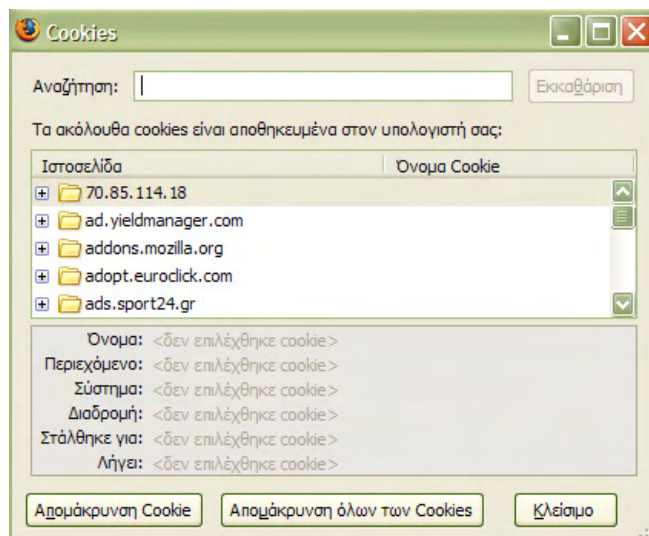 Cookies
Αναζήτηση: Εκκαθάριση
Τα ακόλουθα cookies είναι αποθηκευμένα στον υπολογιστή σας:
Ιστοσελίδα Όνομα Cookie
70.85.114.18
ad.yieldmanager.com
addons.mozilla.org
adopt.euroclick.com
ads.sport24.gr
Όνομα: <δεν επιλέχθηκε cookie>
Περιεχόμενο: <δεν επιλέχθηκε cookie>
Σύστημα: <δεν επιλέχθηκε cookie>
Διαδρομή: <δεν επιλέχθηκε cookie>
Στάλθηκε για: <δεν επιλέχθηκε cookie>
Λήγει: <δεν επιλέχθηκε cookie>
Απομάκρυνση Cookie Απομάκρυνση όλων των Cookies Κλείσιμο